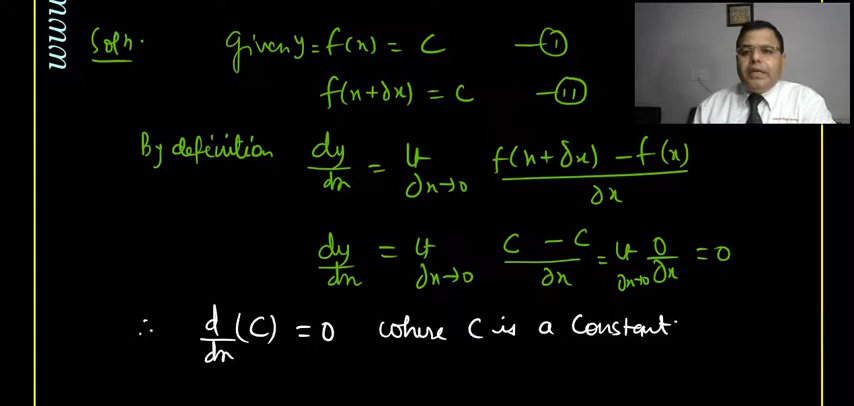 www
Soln. Given y = f(x) = C —(I)
f(x+δx) = C —(II)
By definition dy/dx = Lt δx→0 f(x+δx) - f(x) / δx
dy/dx = Lt δx→0 C - C / δx = Lt δx→0 0/δx = 0
∴ d/dx (C) = 0 where C is a Constant.